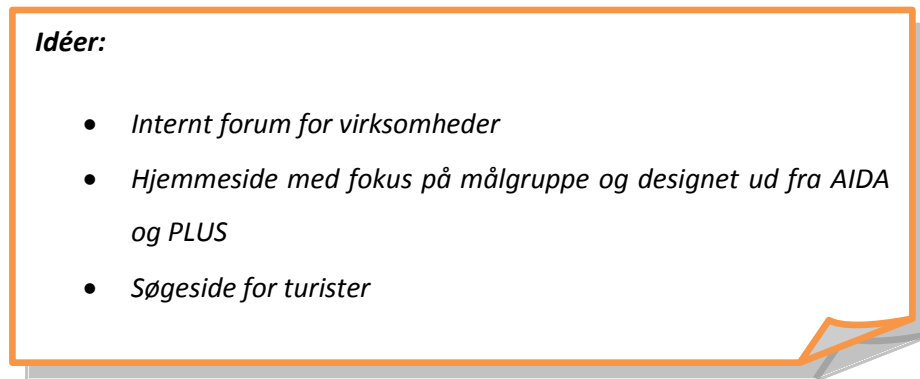 Idéer:
• Internt forum for virksomheder
• Hjemmeside med fokus på målgruppe og designet ud fra AIDA
og PLUS
• Søgeside for turister